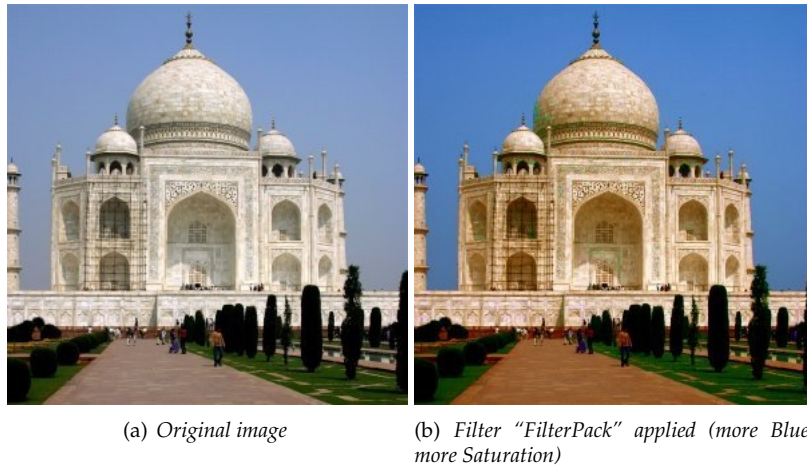 (a) Original image
(b) Filter "FilterPack" applied (more Blue
more Saturation)